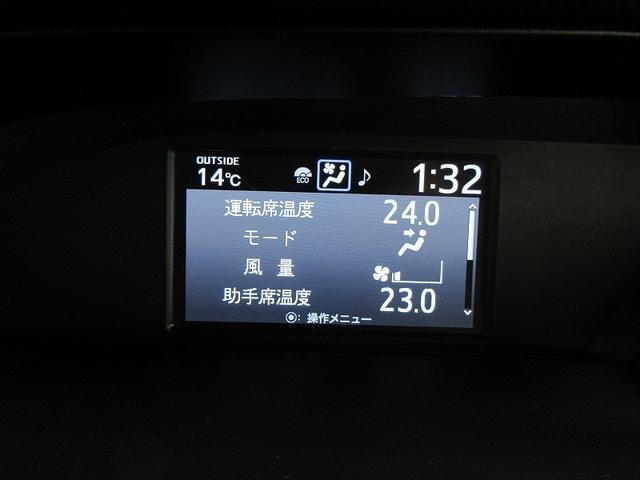 OUTSIDE
14℃ ECO 1:32
運転席温度 24.0
モード
風量
助手席温度 23.0
◉: 操作メニュー